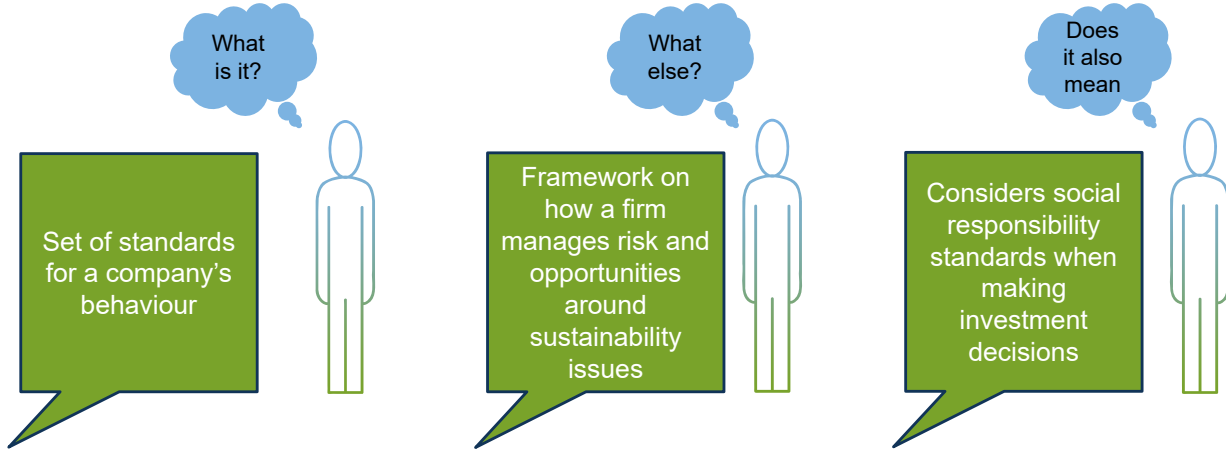 What
is it?
Set of standards
for a company's
behaviour
What
else?
Framework on
how a firm
manages risk and
opportunities
around
sustainability
issues
Does
it also
mean
Considers social
responsibility
standards when
making
investment
decisions